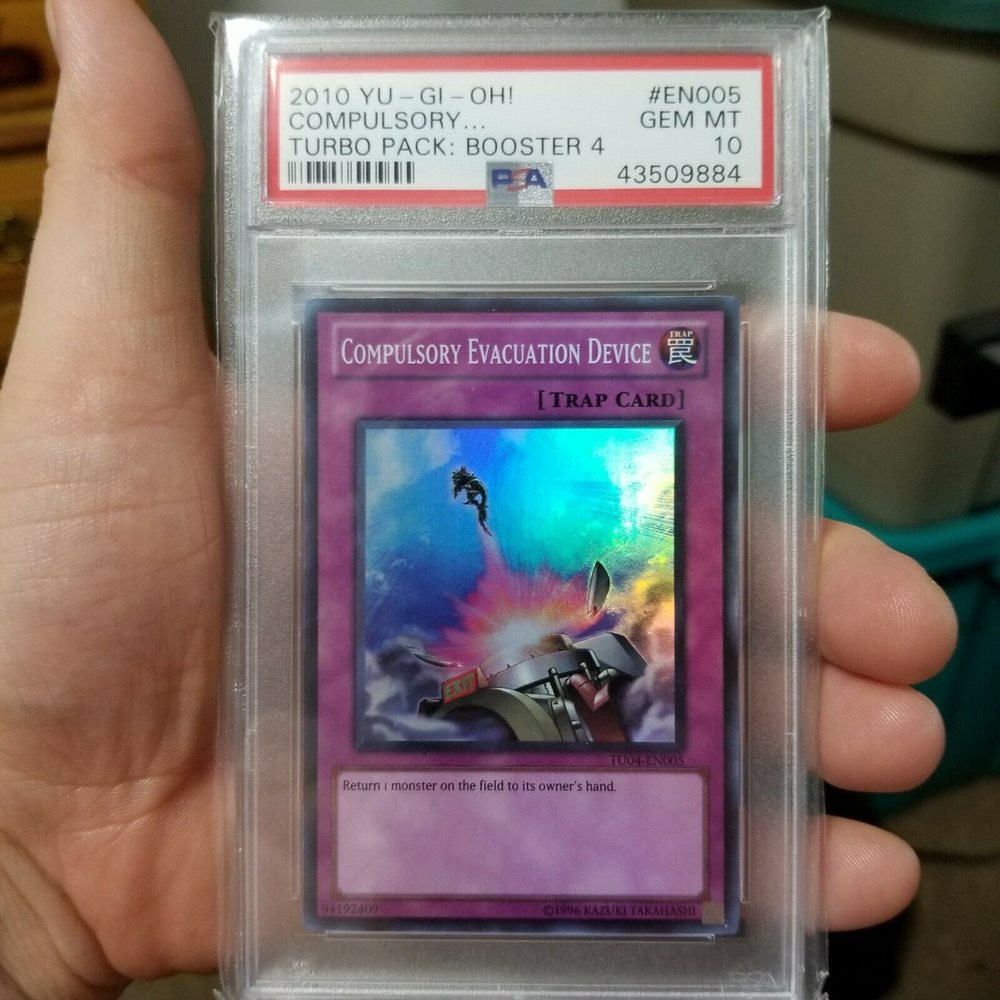 2010 YU-GI-OH! #EN005
COMPULSORY... GEM MT
TURBO PACK: BOOSTER 4 10
PSA 43509884
COMPULSORY EVACUATION DEVICE
TRAP
罠
[TRAP CARD]
EXIT
TU04-EN005
Return 1 monster on the field to its owner's hand.
94192409 ©1996 KAZUKI TAKAHASHI
PSA